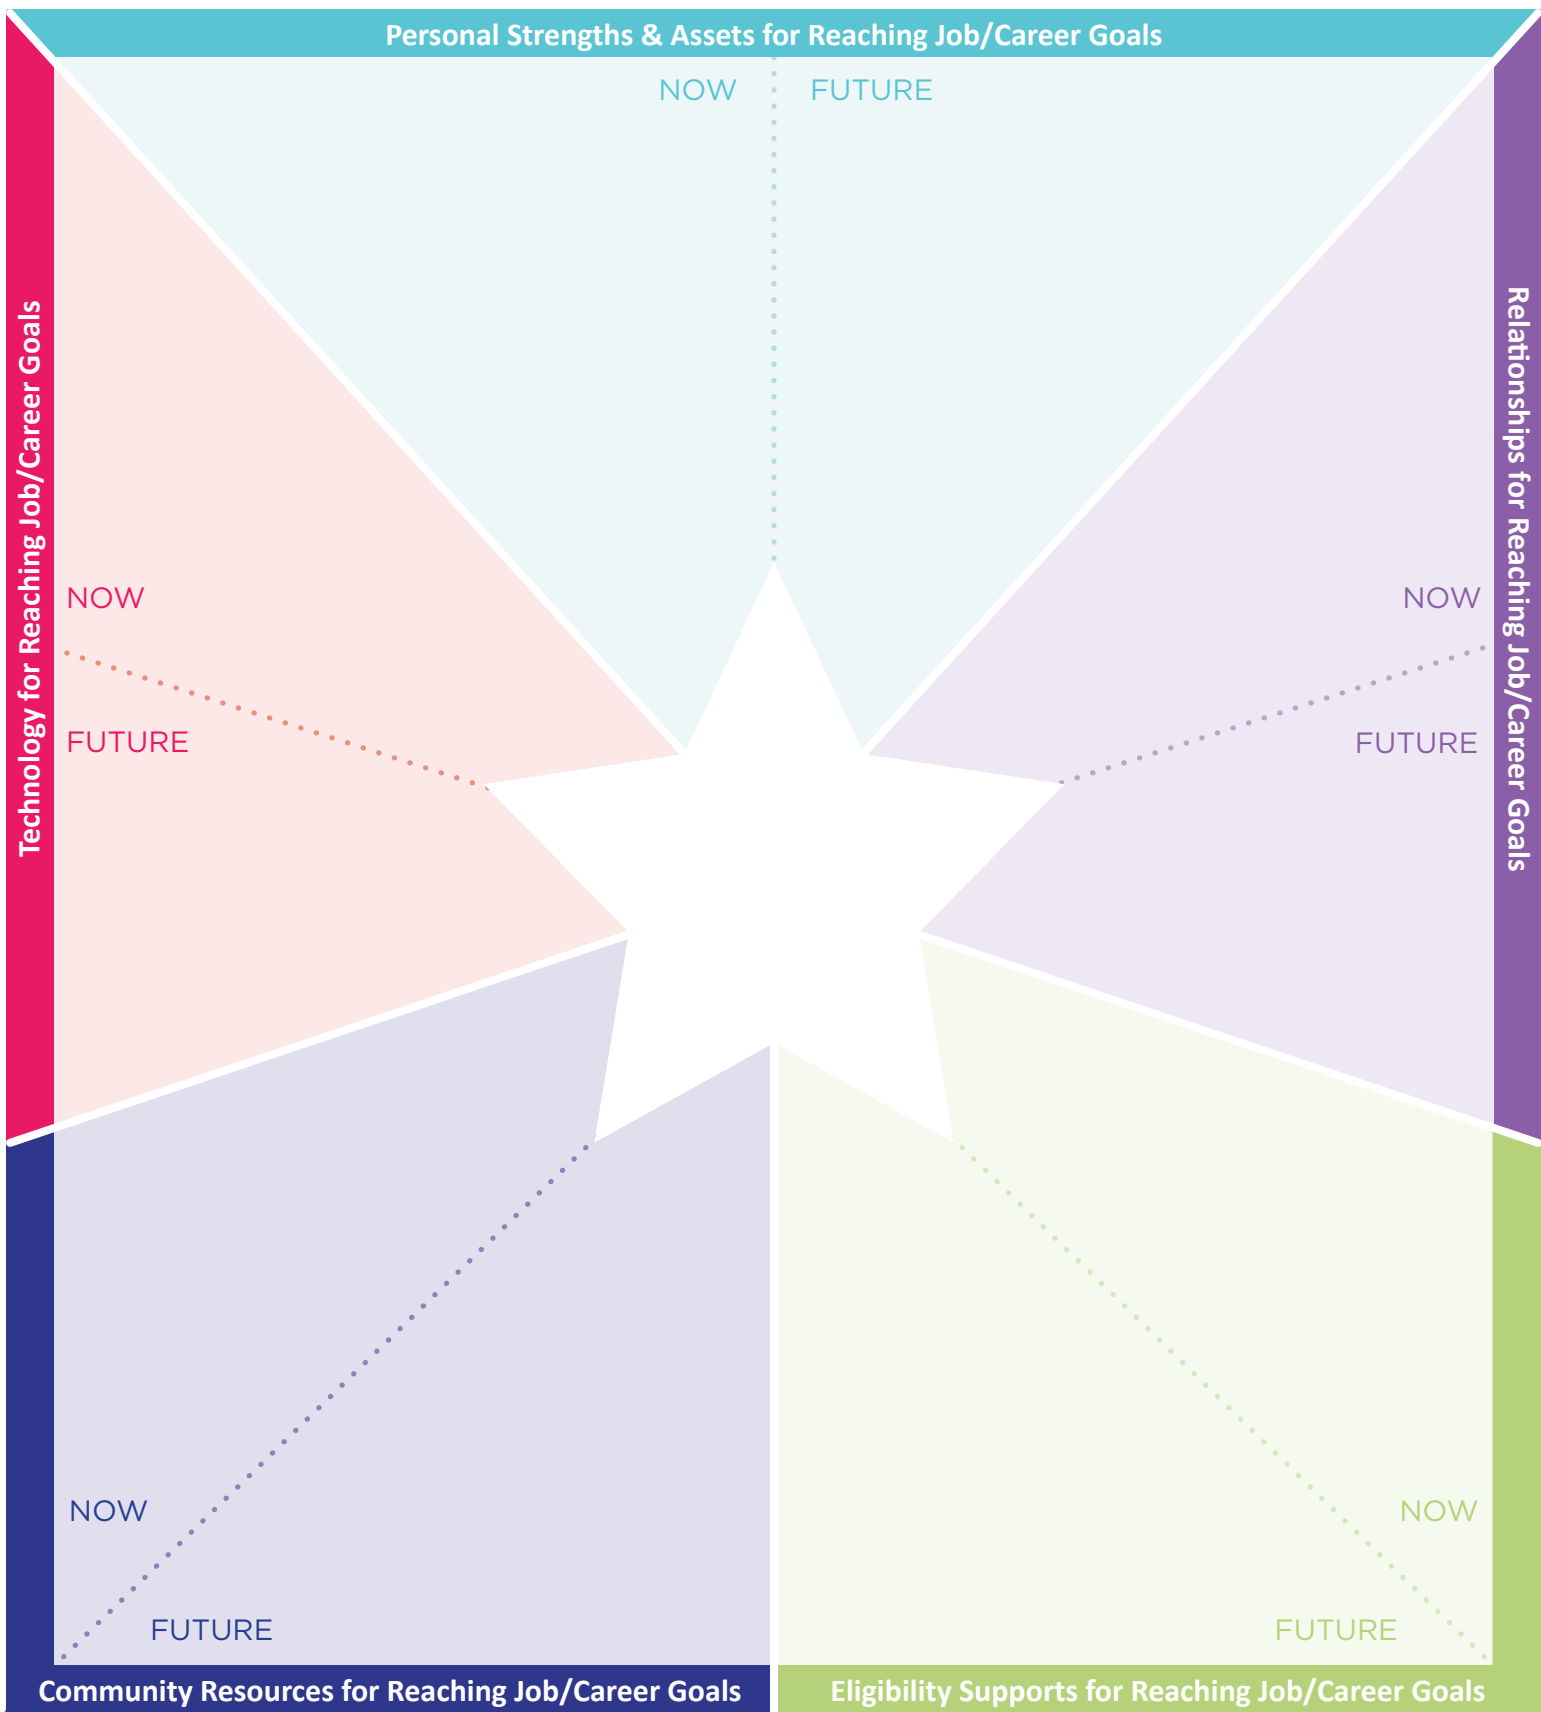 Personal Strengths & Assets for Reaching Job/Career Goals
NOW
FUTURE
Technology for Reaching Job/Career Goals
NOW
FUTURE
Relationships for Reaching Job/Career Goals
NOW
FUTURE
NOW
FUTURE
Community Resources for Reaching Job/Career Goals
NOW
FUTURE
Eligibility Supports for Reaching Job/Career Goals